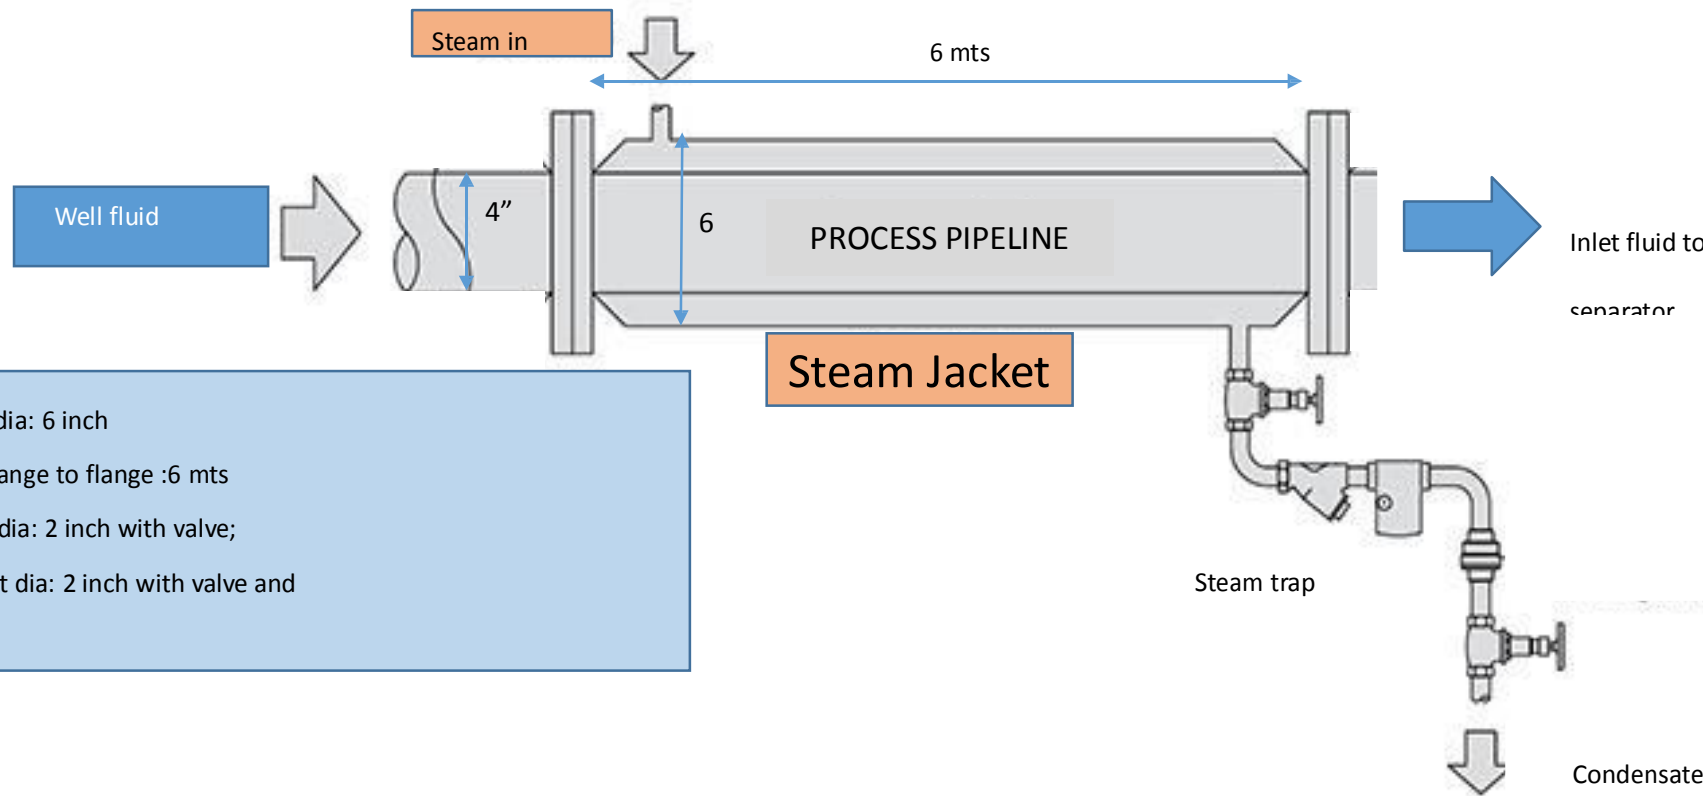 Steam in
6 mts
Well fluid
4”
6
PROCESS PIPELINE
Inlet fluid to
separator
Steam Jacket
dia: 6 inch
ange to flange :6 mts
dia: 2 inch with valve;
t dia: 2 inch with valve and
Steam trap
Condensate